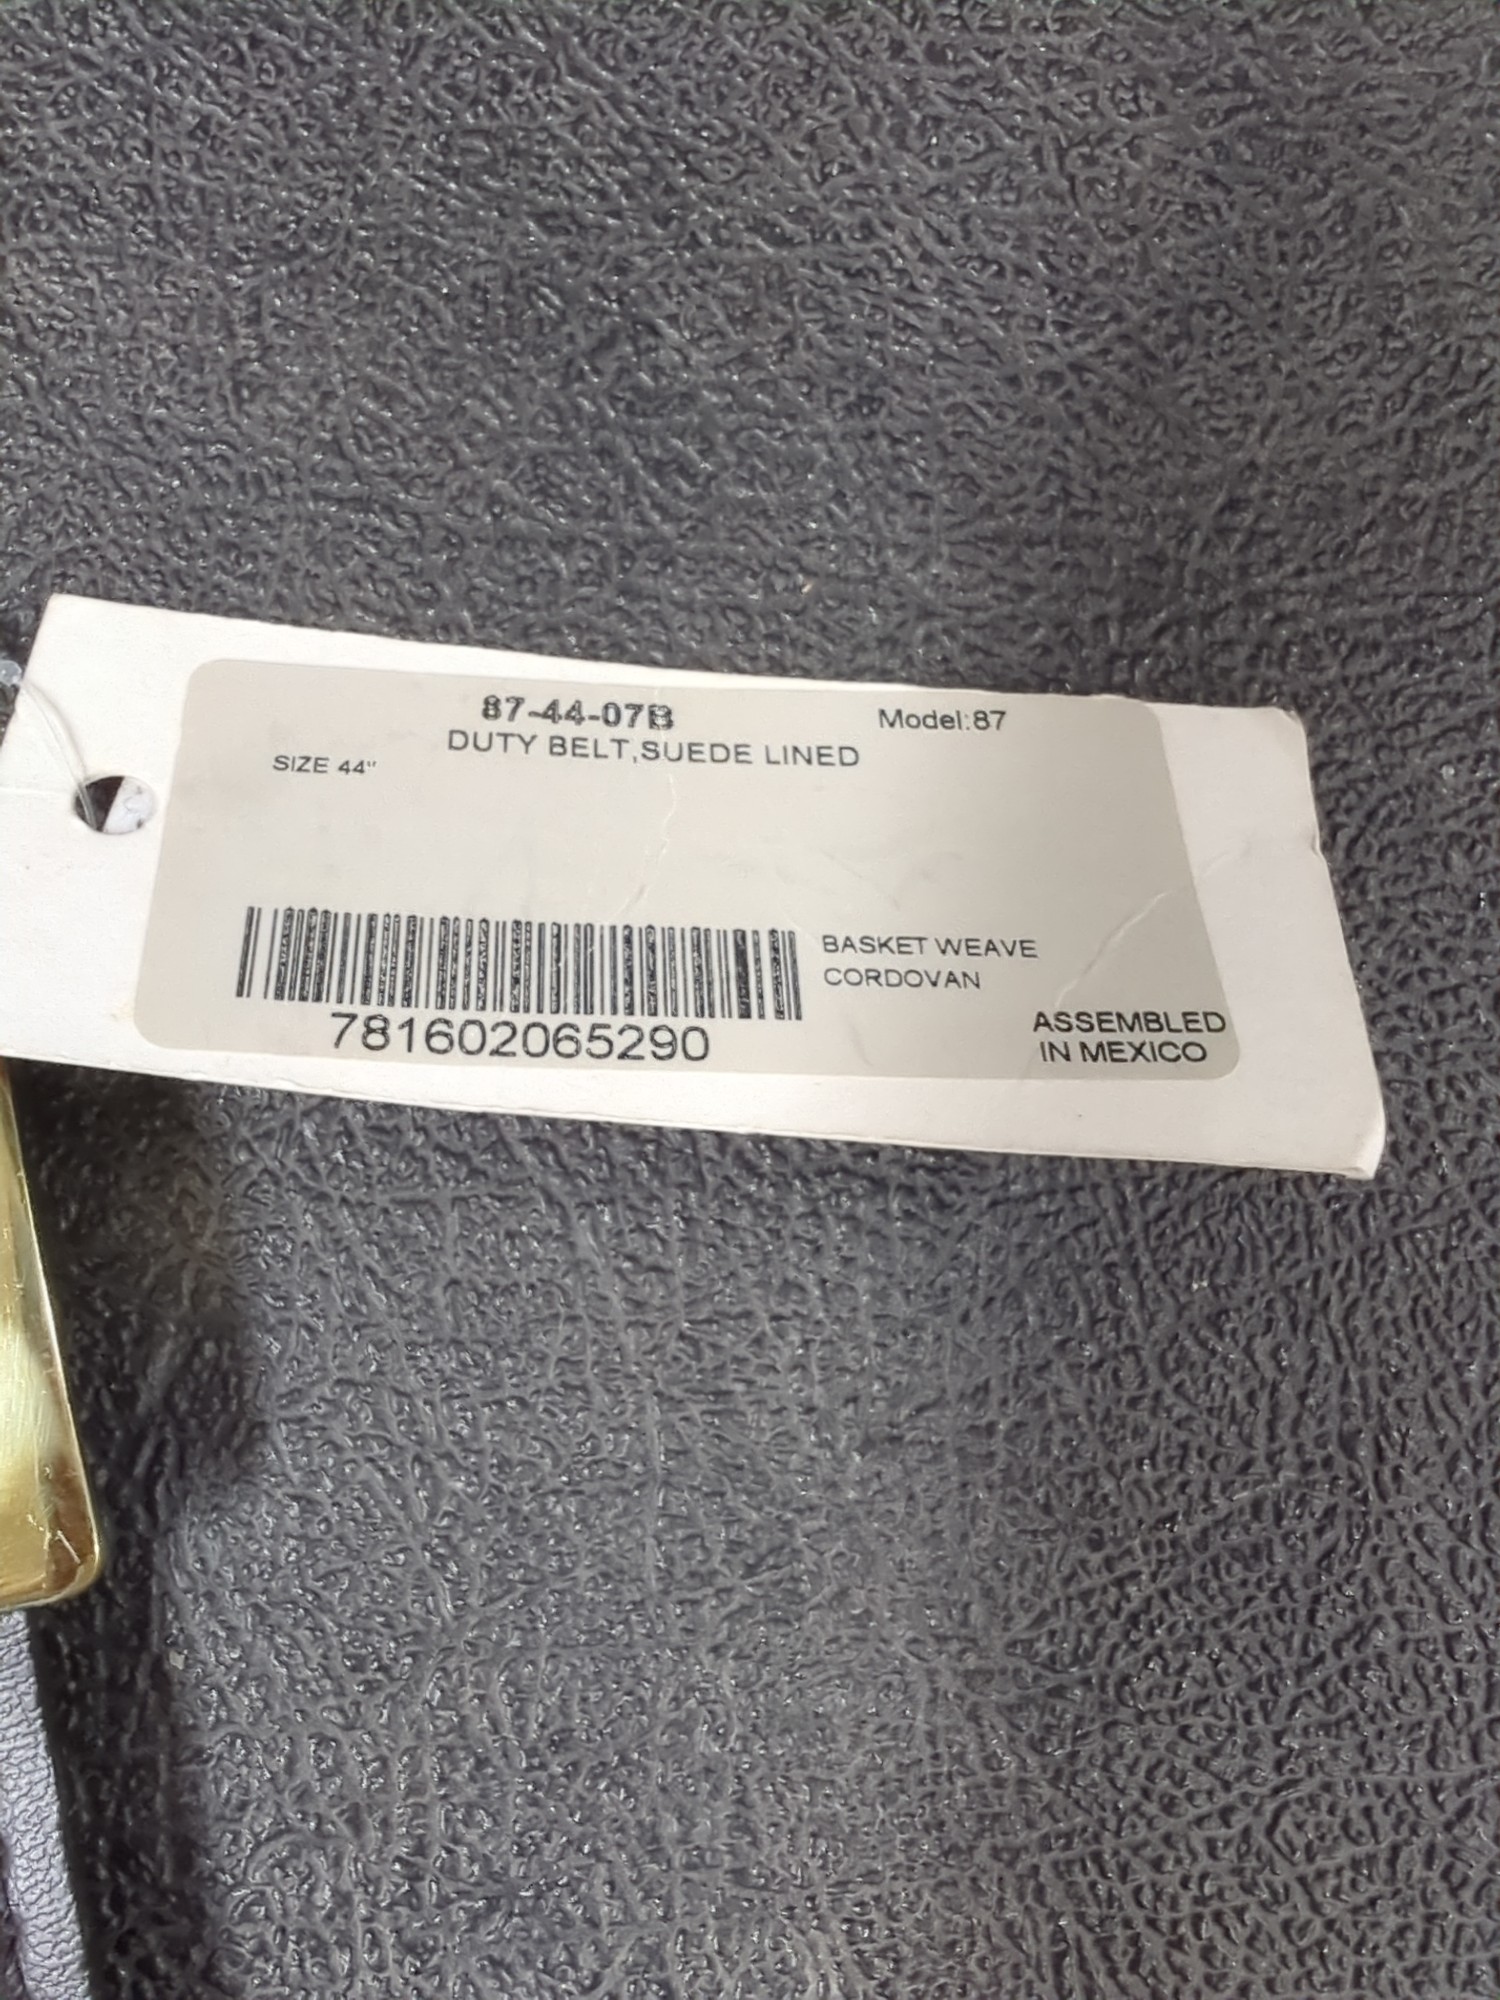 87-44-07B
Model:87
DUTY BELT,SUEDE LINED
SIZE 44"
BASKET WEAVE
CORDOVAN
781602065290
ASSEMBLED
IN MEXICO